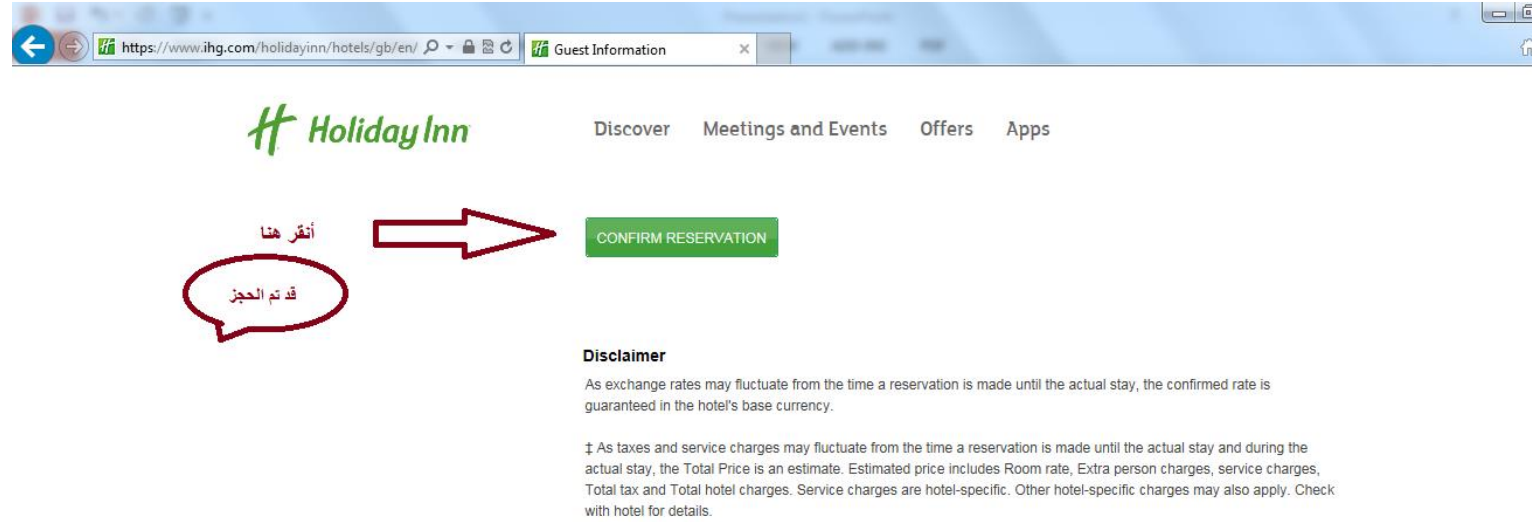 https://www.ihg.com/holidayinn/hotels/gb/en/
Guest Information
Holiday Inn
Discover Meetings and Events Offers Apps
أنقر هنا
CONFIRM RESERVATION
قد تم الحجز
Disclaimer
As exchange rates may fluctuate from the time a reservation is made until the actual stay, the confirmed rate is
guaranteed in the hotel's base currency.
‡ As taxes and service charges may fluctuate from the time a reservation is made until the actual stay and during the
actual stay, the Total Price is an estimate. Estimated price includes Room rate, Extra person charges, service charges,
Total tax and Total hotel charges. Service charges are hotel-specific. Other hotel-specific charges may also apply. Check
with hotel for details.